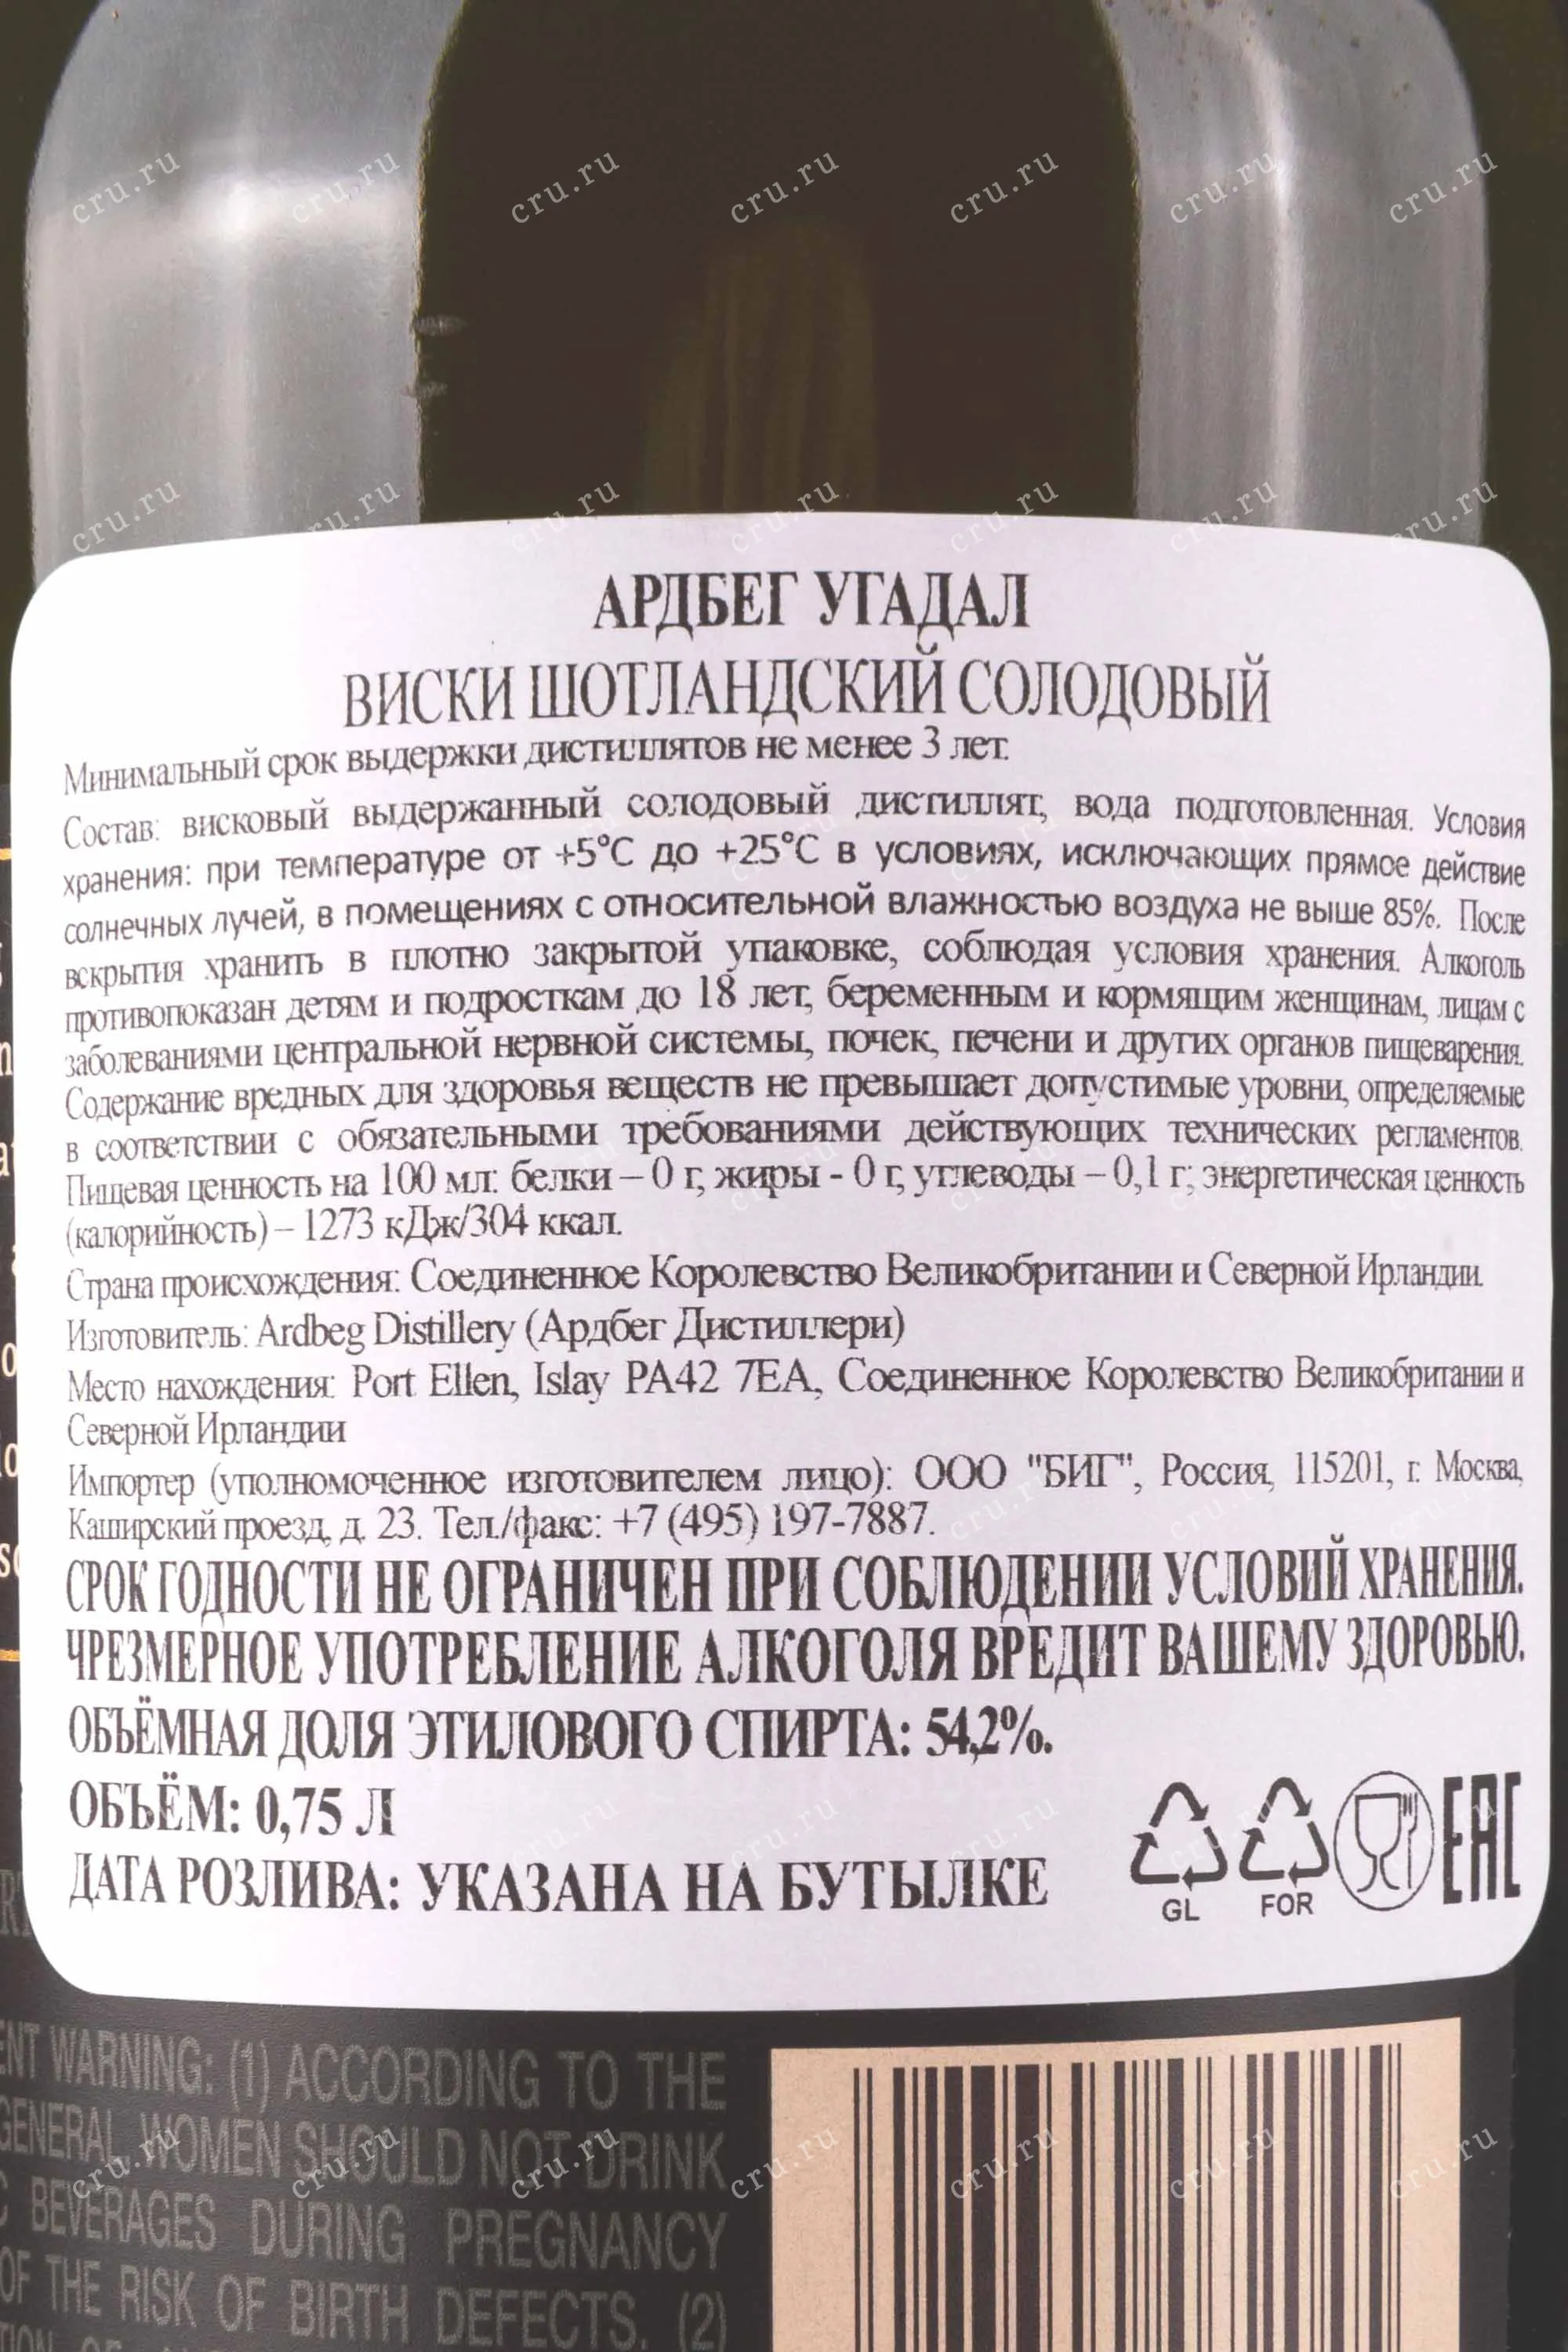 АРДБЕГ УГАДАЛ
ВИСКИ ШОТЛАНДСКИЙ СОЛОДОВЫЙ
Минимальный срок выдержки дистиллятов не менее 3 лет.
Состав: висковый выдержанный солодовый дистиллят, вода подготовленная. Условия
хранения: при температуре от +5°С до +25°С в условиях, исключающих прямое действие
солнечных лучей, в помещениях с относительной влажностью воздуха не выше 85%. После
вскрытия хранить в плотно закрытой упаковке, соблюдая условия хранения. Алкоголь
противопоказан детям и подросткам до 18 лет, беременным и кормящим женщинам, лицам с
заболеваниями центральной нервной системы, почек, печени и других органов пищеварения.
Содержание вредных для здоровья веществ не превышает допустимые уровни, определяемые
в соответствии с обязательными требованиями действующих технических регламентов.
Пищевая ценность на 100 мл: белки – 0 г, жиры - 0 г, углеводы – 0,1 г; энергетическая ценность
(калорийность) – 1273 кДж/304 ккал.
Страна происхождения: Соединенное Королевство Великобритании и Северной Ирландии.
Изготовитель: Ardbeg Distillery (Ардбег Дистиллери)
Место нахождения: Port Ellen, Islay PA42 7EA, Соединенное Королевство Великобритании и
Северной Ирландии
Импортер (уполномоченное изготовителем лицо): ООО "БИГ", Россия, 115201, г. Москва,
Каширский проезд, д. 23. Тел./факс: +7 (495) 197-7887.
СРОК ГОДНОСТИ НЕ ОГРАНИЧЕН ПРИ СОБЛЮДЕНИИ УСЛОВИЙ ХРАНЕНИЯ.
ЧРЕЗМЕРНОЕ УПОТРЕБЛЕНИЕ АЛКОГОЛЯ ВРЕДИТ ВАШЕМУ ЗДОРОВЬЮ.
ОБЪЁМНАЯ ДОЛЯ ЭТИЛОВОГО СПИРТА: 54,2%.
ОБЪЁМ: 0,75 Л
ДАТА РОЗЛИВА: УКАЗАНА НА БУТЫЛКЕ
GL FOR EAC
WARNING: (1) ACCORDING TO THE
GENERAL, WOMEN SHOULD NOT DRINK
BEVERAGES DURING PREGNANCY
OF THE RISK OF BIRTH DEFECTS. (2)
cru.ru